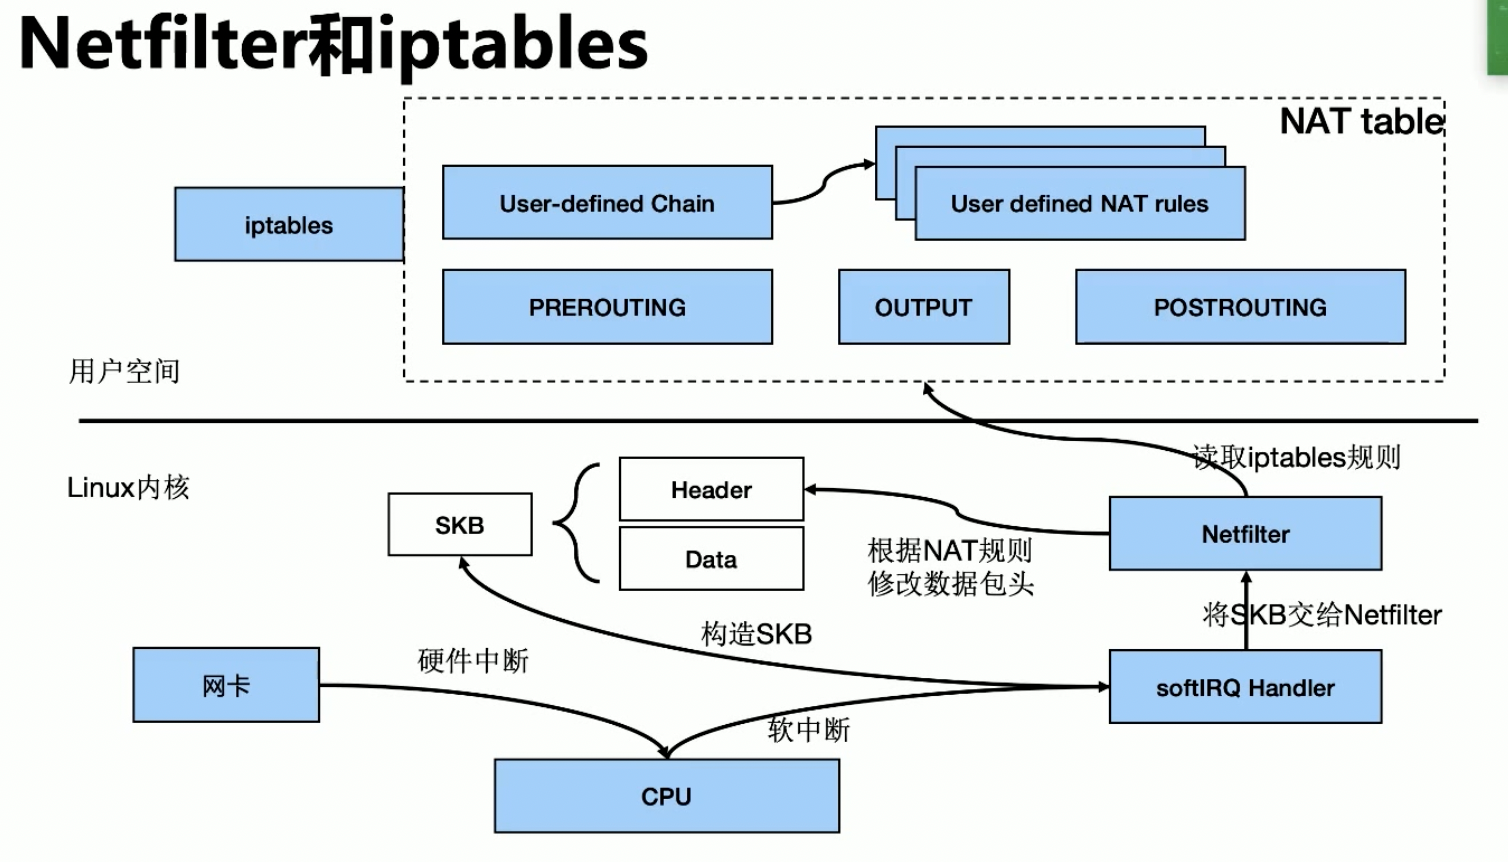 Netfilter和iptables
NAT table
User-defined Chain
User defined NAT rules
iptables
PREROUTING
OUTPUT
POSTROUTING
用户空间
读取iptables规则
Linux内核
Header
SKB
Netfilter
Data
根据NAT规则
修改数据包头
将SKB交给Netfilter
构造SKB
硬件中断
网卡
softIRQ Handler
软中断
CPU